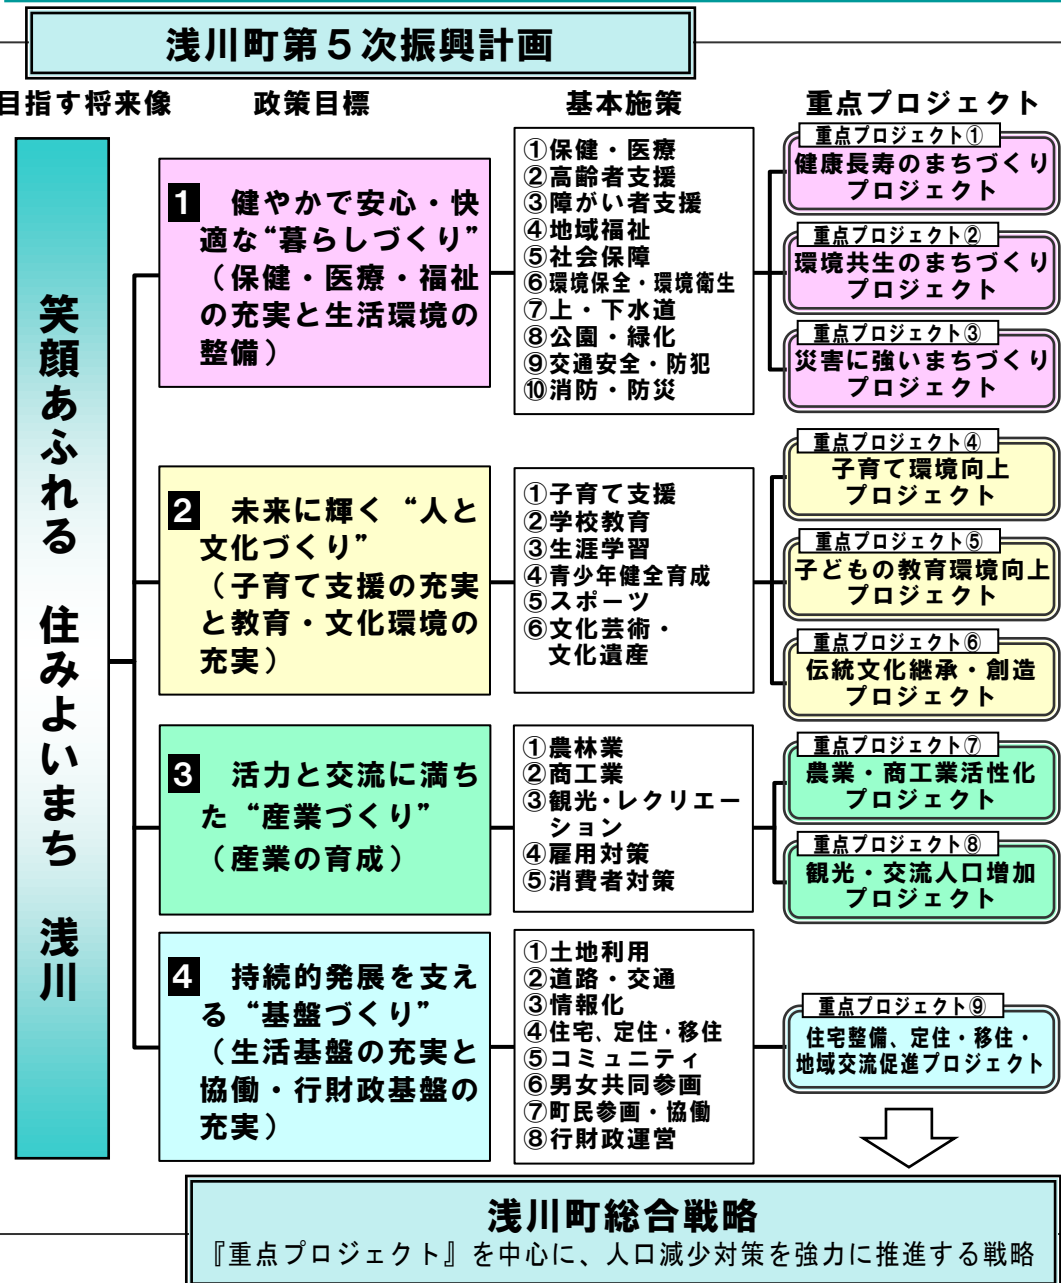 浅川町第５次振興計画
目指す将来像
政策目標
基本施策
重点プロジェクト
笑顔あふれる　住みよいまち　浅川
1　健やかで安心・快
適な“暮らしづくり”
（保健・医療・福祉
の充実と生活環境の
整備）
①保健・医療
②高齢者支援
③障がい者支援
④地域福祉
⑤社会保障
⑥環境保全・環境衛生
⑦上・下水道
⑧公園・緑化
⑨交通安全・防犯
⑩消防・防災
重点プロジェクト①
健康長寿のまちづくり
プロジェクト
重点プロジェクト②
環境共生のまちづくり
プロジェクト
重点プロジェクト③
災害に強いまちづくり
プロジェクト
2　未来に輝く“人と
文化づくり”
（子育て支援の充実
と教育・文化環境の
充実）
①子育て支援
②学校教育
③生涯学習
④青少年健全育成
⑤スポーツ
⑥文化芸術・
文化遺産
重点プロジェクト④
子育て環境向上
プロジェクト
重点プロジェクト⑤
子どもの教育環境向上
プロジェクト
重点プロジェクト⑥
伝統文化継承・創造
プロジェクト
3　活力と交流に満ち
た“産業づくり”
（産業の育成）
①農林業
②商工業
③観光・レクリエー
ション
④雇用対策
⑤消費者対策
重点プロジェクト⑦
農業・商工業活性化
プロジェクト
重点プロジェクト⑧
観光・交流人口増加
プロジェクト
4　持続的発展を支え
る“基盤づくり”
（生活基盤の充実と
協働・行財政基盤の
充実）
①土地利用
②道路・交通
③情報化
④住宅、定住・移住
⑤コミュニティ
⑥男女共同参画
⑦町民参画・協働
⑧行財政運営
重点プロジェクト⑨
住宅整備、定住・移住・
地域交流促進プロジェクト
浅川町総合戦略
『重点プロジェクト』を中心に、人口減少対策を強力に推進する戦略